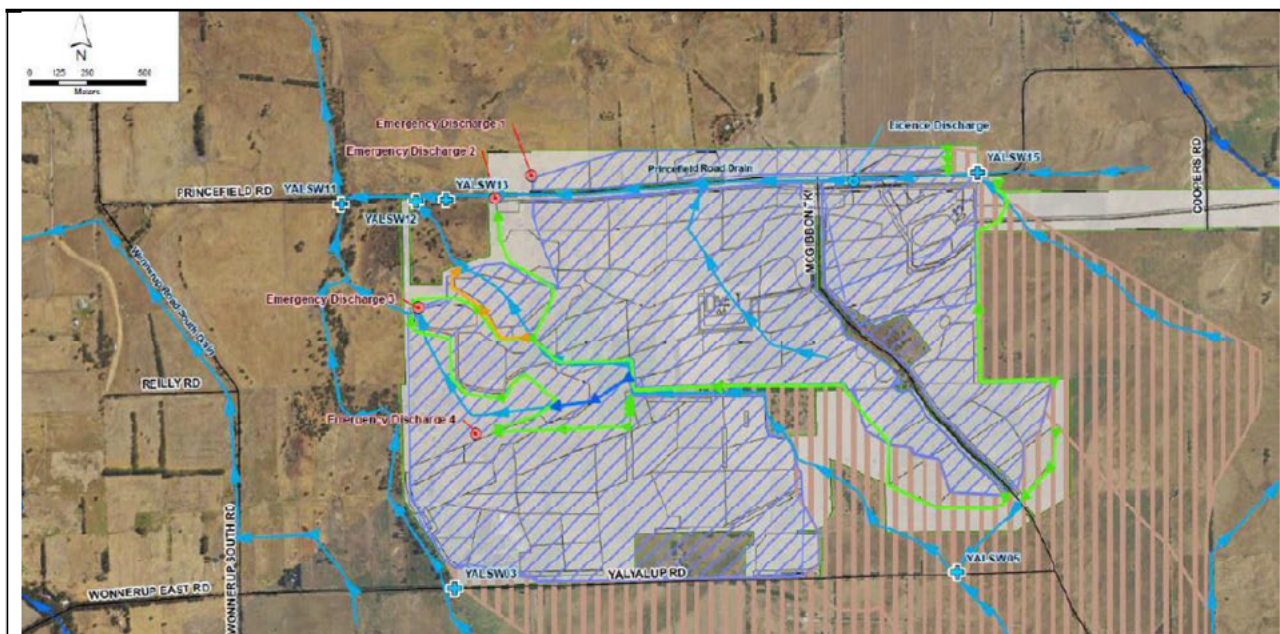 N
0 125 250 500
Meters
Emergency Discharge 1
Licence Discharge
Emergency Discharge 2
Princefield Road Drain
YALSW15
PRINCEFIELD RD
YALSW11
YALSW13
YALSW12
COOPERS RD
Emergency Discharge 3
REILLY RD
Emergency Discharge 4
WONNERUP SOUTH RD
YALSW05
YALSW03
YALYALUP RD
WONNERUP EAST RD